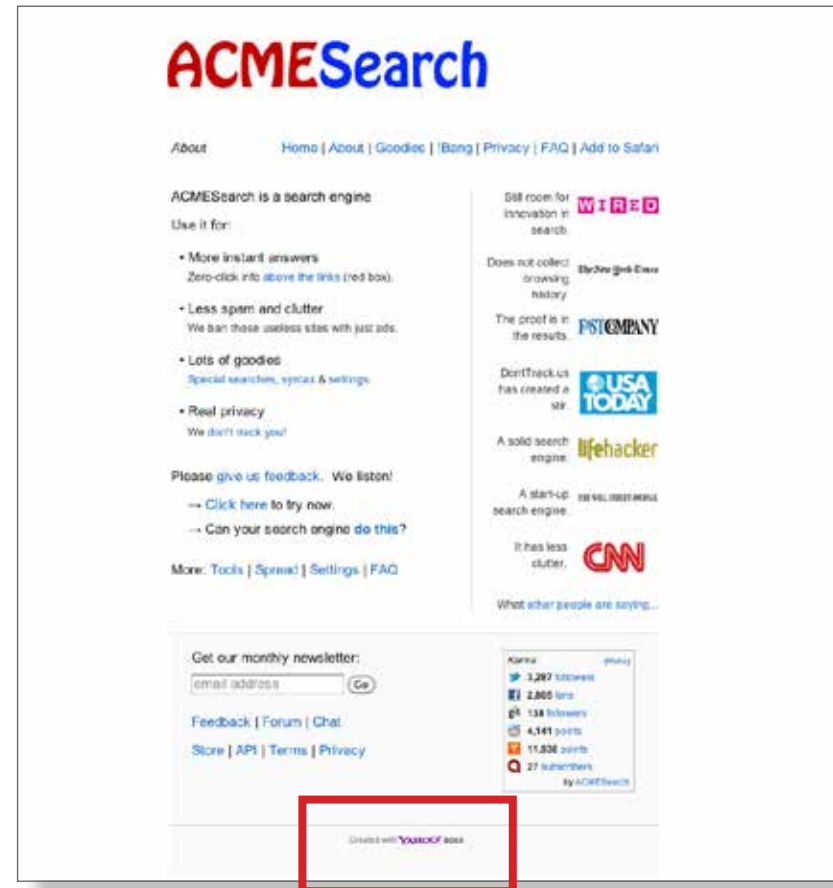 ACMESearch
About
Home | About | Goodies | !Bang | Privacy | FAQ | Add to Safari
ACMESearch is a search engine
Use it for:
• More instant answers
Zero-click info above the links (red box).
• Less spam and clutter
We ban those useless sites with just ads.
• Lots of goodies
Special searches, syntax & settings
• Real privacy
We don't track you!
Please give us feedback. We listen!
→ Click here to try now.
→ Can your search engine do this?
More: Tools | Spread | Settings | FAQ
Still room for
innovation in
search.
WIRED
Does not collect
browsing
history
The New York Times
The proof is in
the results.
FAST COMPANY
DontTrack.us
has created a
stir.
USA
TODAY
A solid search
engine.
lifehacker
A start-up
search engine.
THE WALL STREET JOURNAL
It has less
clutter.
CNN
What other people are saying...
Get our monthly newsletter:
email address
Go
Feedback | Forum | Chat
Store | API | Terms | Privacy
Karma
3,287 followers
2,805 fans
138 followers
4,141 points
11,938 points
27 subscribers
by ACMESearch
Created with YAHOO! BOSS